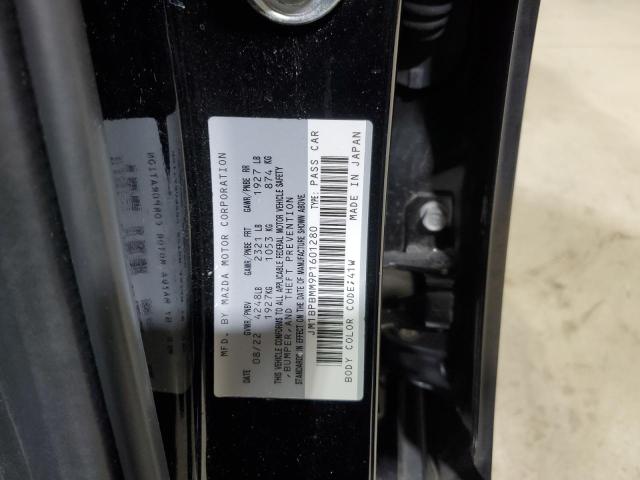 MFD. BY MAZDA MOTOR CORPORATION
DATE GVWR/PNBV GAWR/PNBE FRT GAWR/PNBE RR
08/22 4248LB 2321 LB 1927 LB
1927KG 1053 KG 874 KG
THIS VEHICLE CONFORMS TO ALL APPLICABLE FEDERAL MOTOR VEHICLE SAFETY
,BUMPER,AND THEFT PREVENTION
STANDARDS IN EFFECT ON THE DATE OF MANUFACTURE SHOWN ABOVE.
JM1BPBMM9P1601280 TYPE: PASS CAR
BODY COLOR CODE:41W MADE IN JAPAN